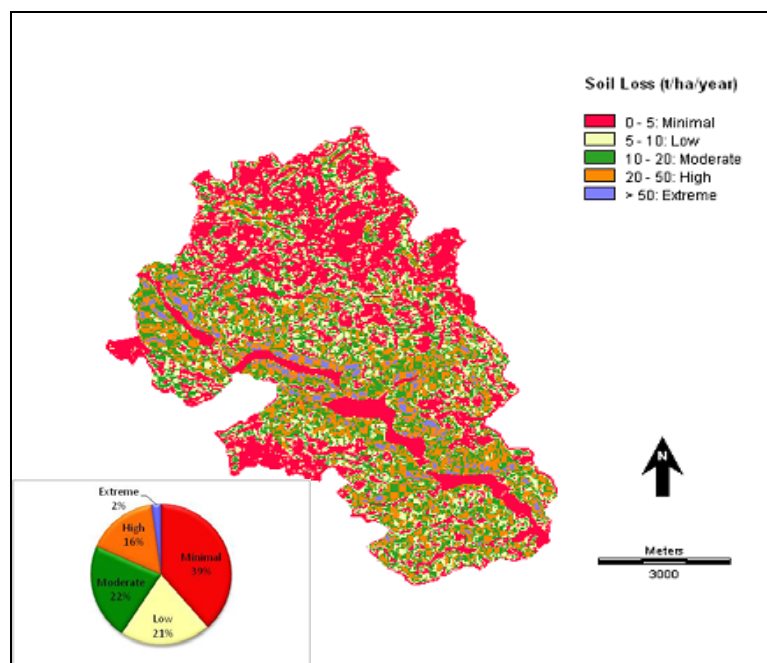 Soil Loss (t/ha/year)
0 - 5: Minimal
5 - 10: Low
10 - 20: Moderate
20 - 50: High
> 50: Extreme
N
Meters
3000
Extreme
2%
High
16%
Minimal
39%
Moderate
22%
Low
21%